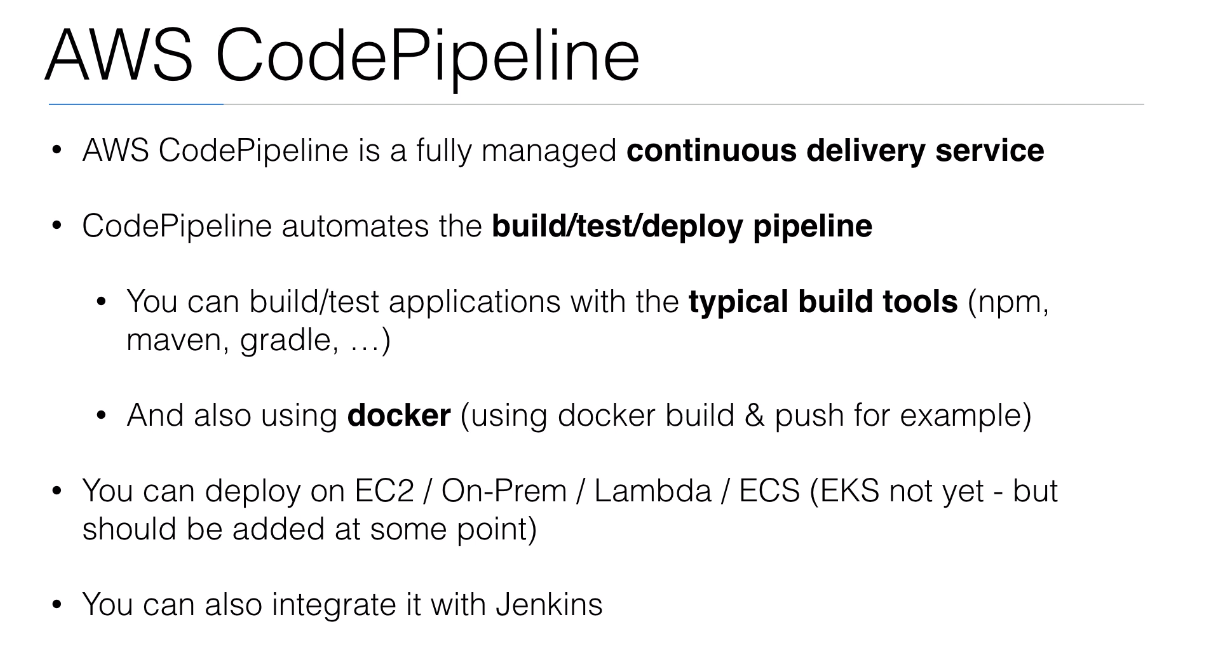 AWS CodePipeline
• AWS CodePipeline is a fully managed continuous delivery service
• CodePipeline automates the build/test/deploy pipeline
• You can build/test applications with the typical build tools (npm,
maven, gradle, …)
• And also using docker (using docker build & push for example)
• You can deploy on EC2 / On-Prem / Lambda / ECS (EKS not yet - but
should be added at some point)
• You can also integrate it with Jenkins